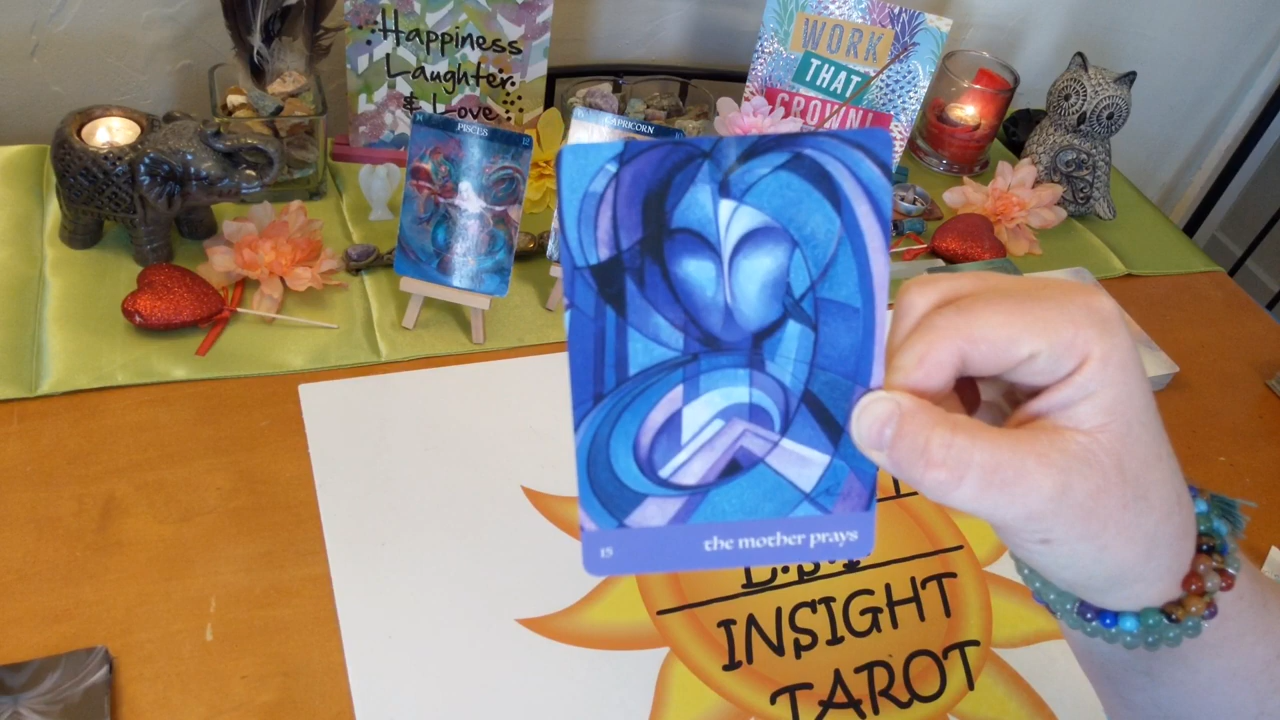 Happiness
Laughter
& Love
WORK
THAT
CROWN!
PISCES
12
CAPRICORN
15
the mother prays
INSIGHT
TAROT